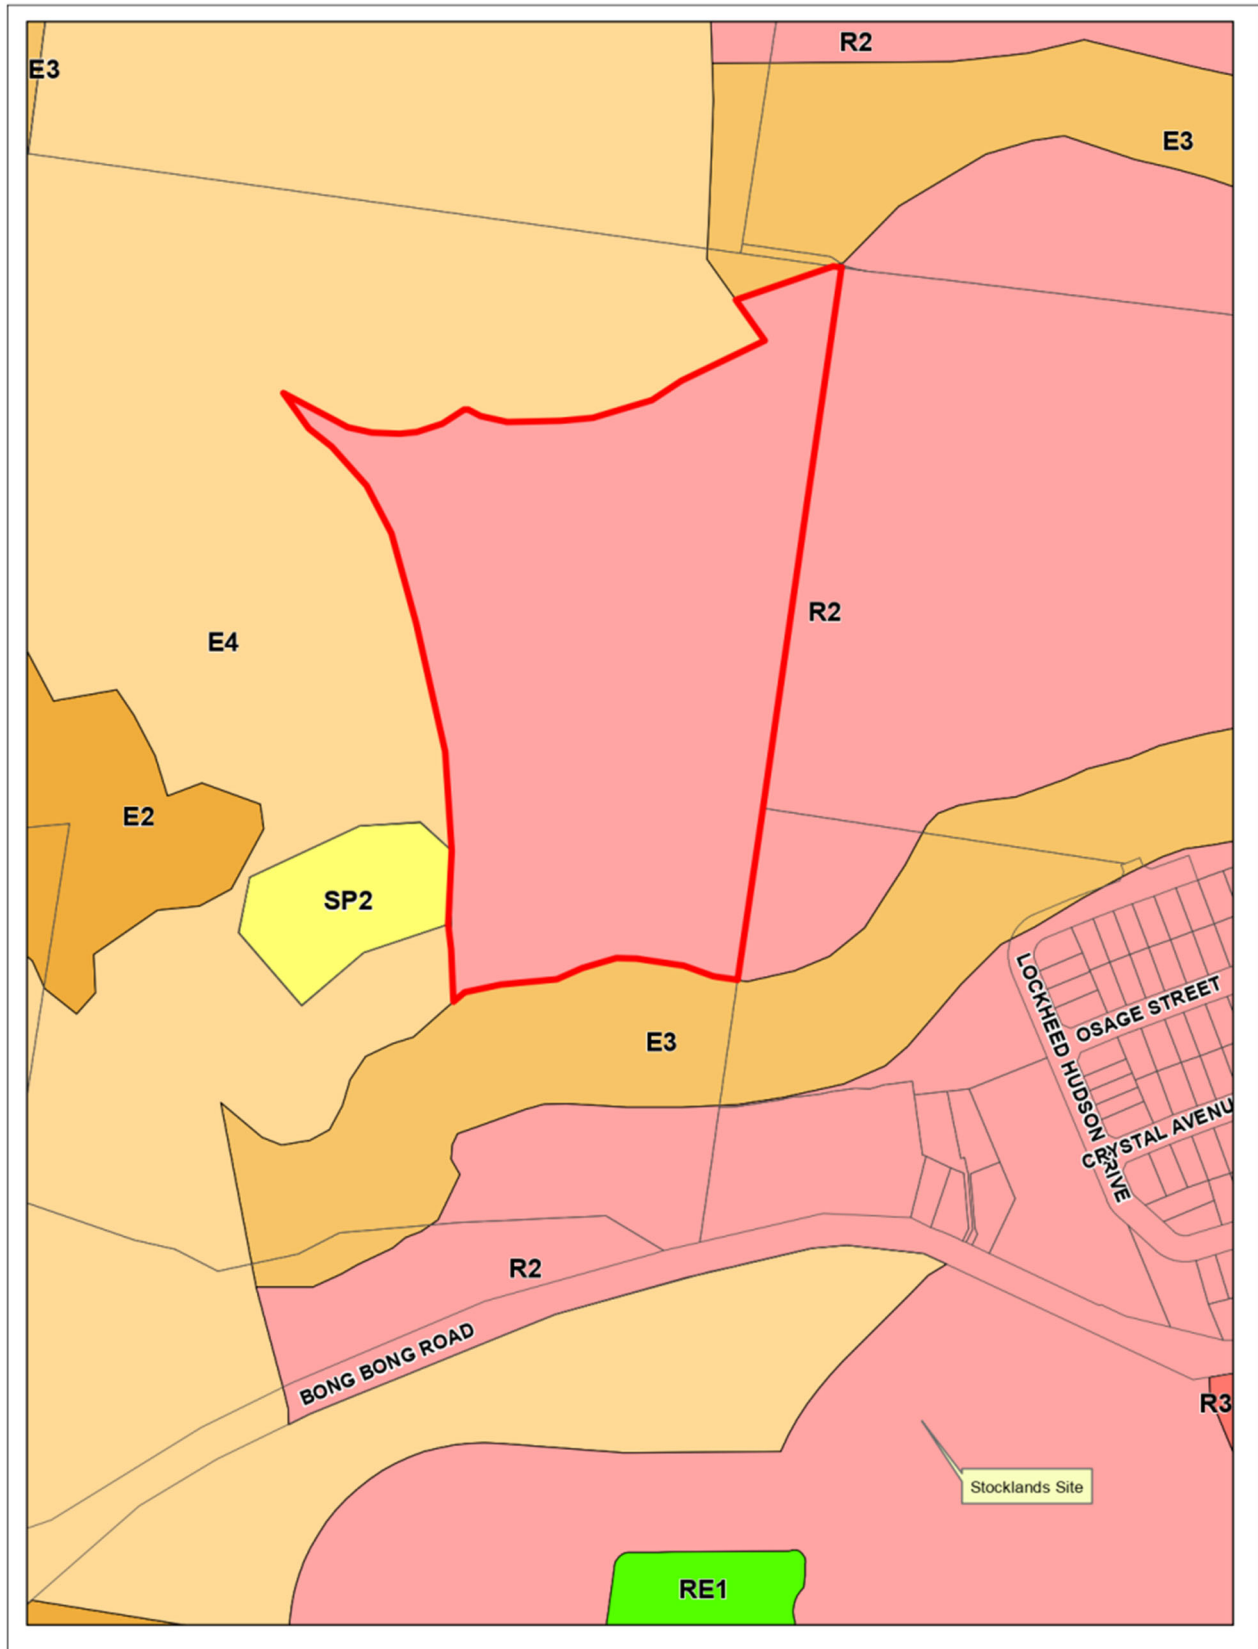 R2
E3
E3
R2
E4
E2
SP2
LOCKHEED HUDSON DRIVE
OSAGE STREET
E3
CRYSTAL AVENU
R2
BONG BONG ROAD
R3
Stocklands Site
RE1